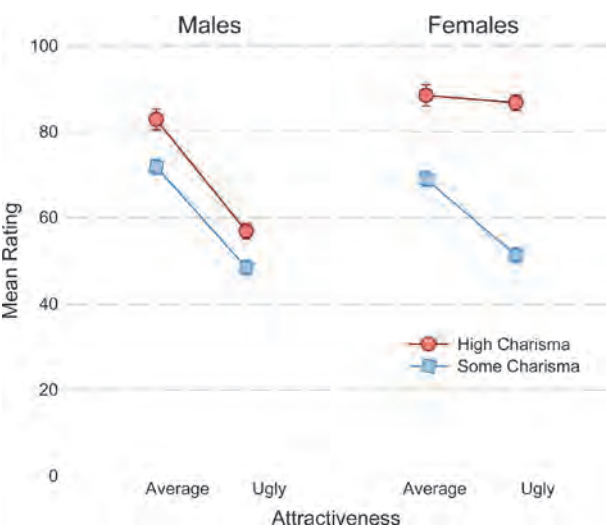 Males Females
100
80
60
40
20
0
Mean Rating
High Charisma
Some Charisma
Average Ugly Average Ugly
Attractiveness